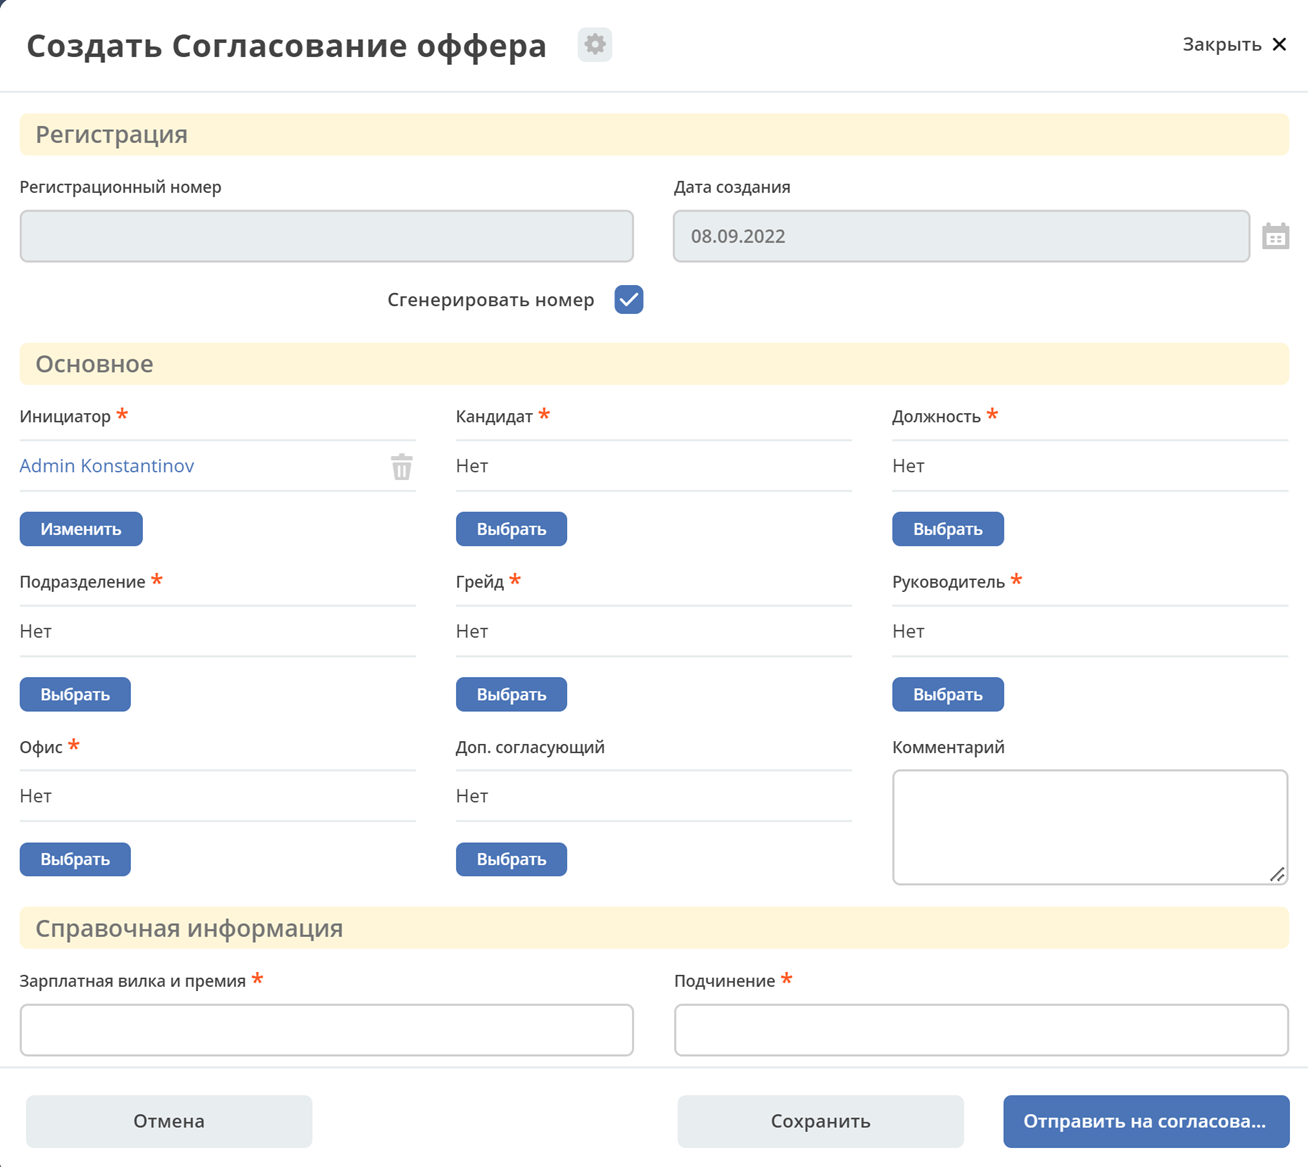 Создать Согласование оффера
Закрыть
Регистрация
Регистрационный номер
Дата создания
08.09.2022
Сгенерировать номер
Основное
Инициатор *
Кандидат *
Должность *
Admin Konstantinov
Нет
Нет
Изменить
Выбрать
Выбрать
Подразделение *
Грейд *
Руководитель *
Нет
Нет
Нет
Выбрать
Выбрать
Выбрать
Офис *
Доп. согласующий
Комментарий
Нет
Нет
Выбрать
Выбрать
Справочная информация
Зарплатная вилка и премия *
Подчинение *
Отмена
Сохранить
Отправить на согласова...